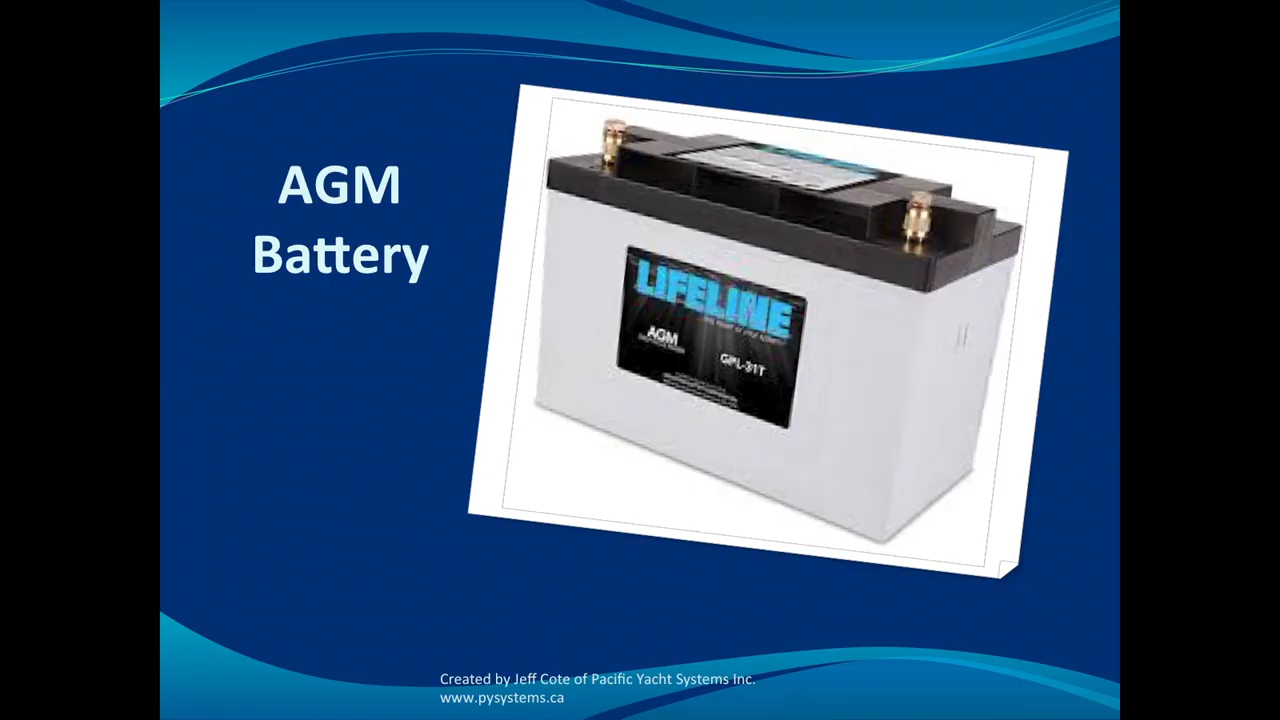 AGM
Battery
LIFELINE
AGM
GPL-31T
Created by Jeff Cote of Pacific Yacht Systems Inc.
www.pysystems.ca